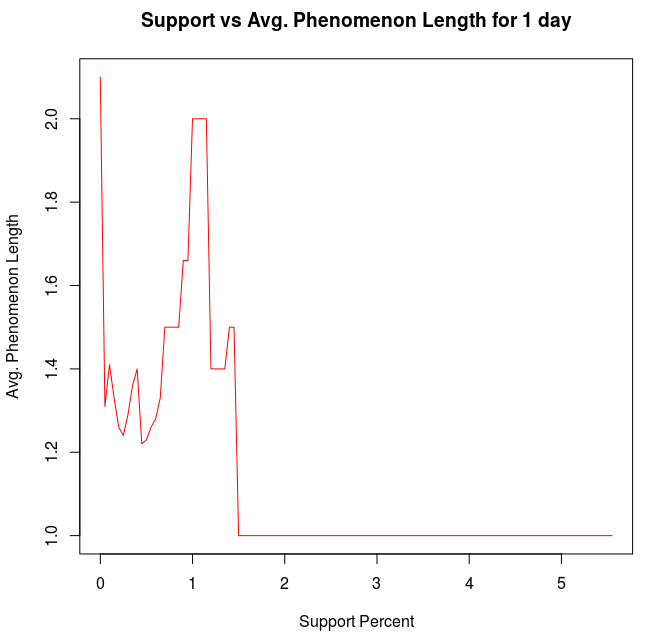 Support vs Avg. Phenomenon Length for 1 day
Avg. Phenomenon Length
2.0
1.8
1.6
1.4
1.2
1.0
0 1 2 3 4 5
Support Percent